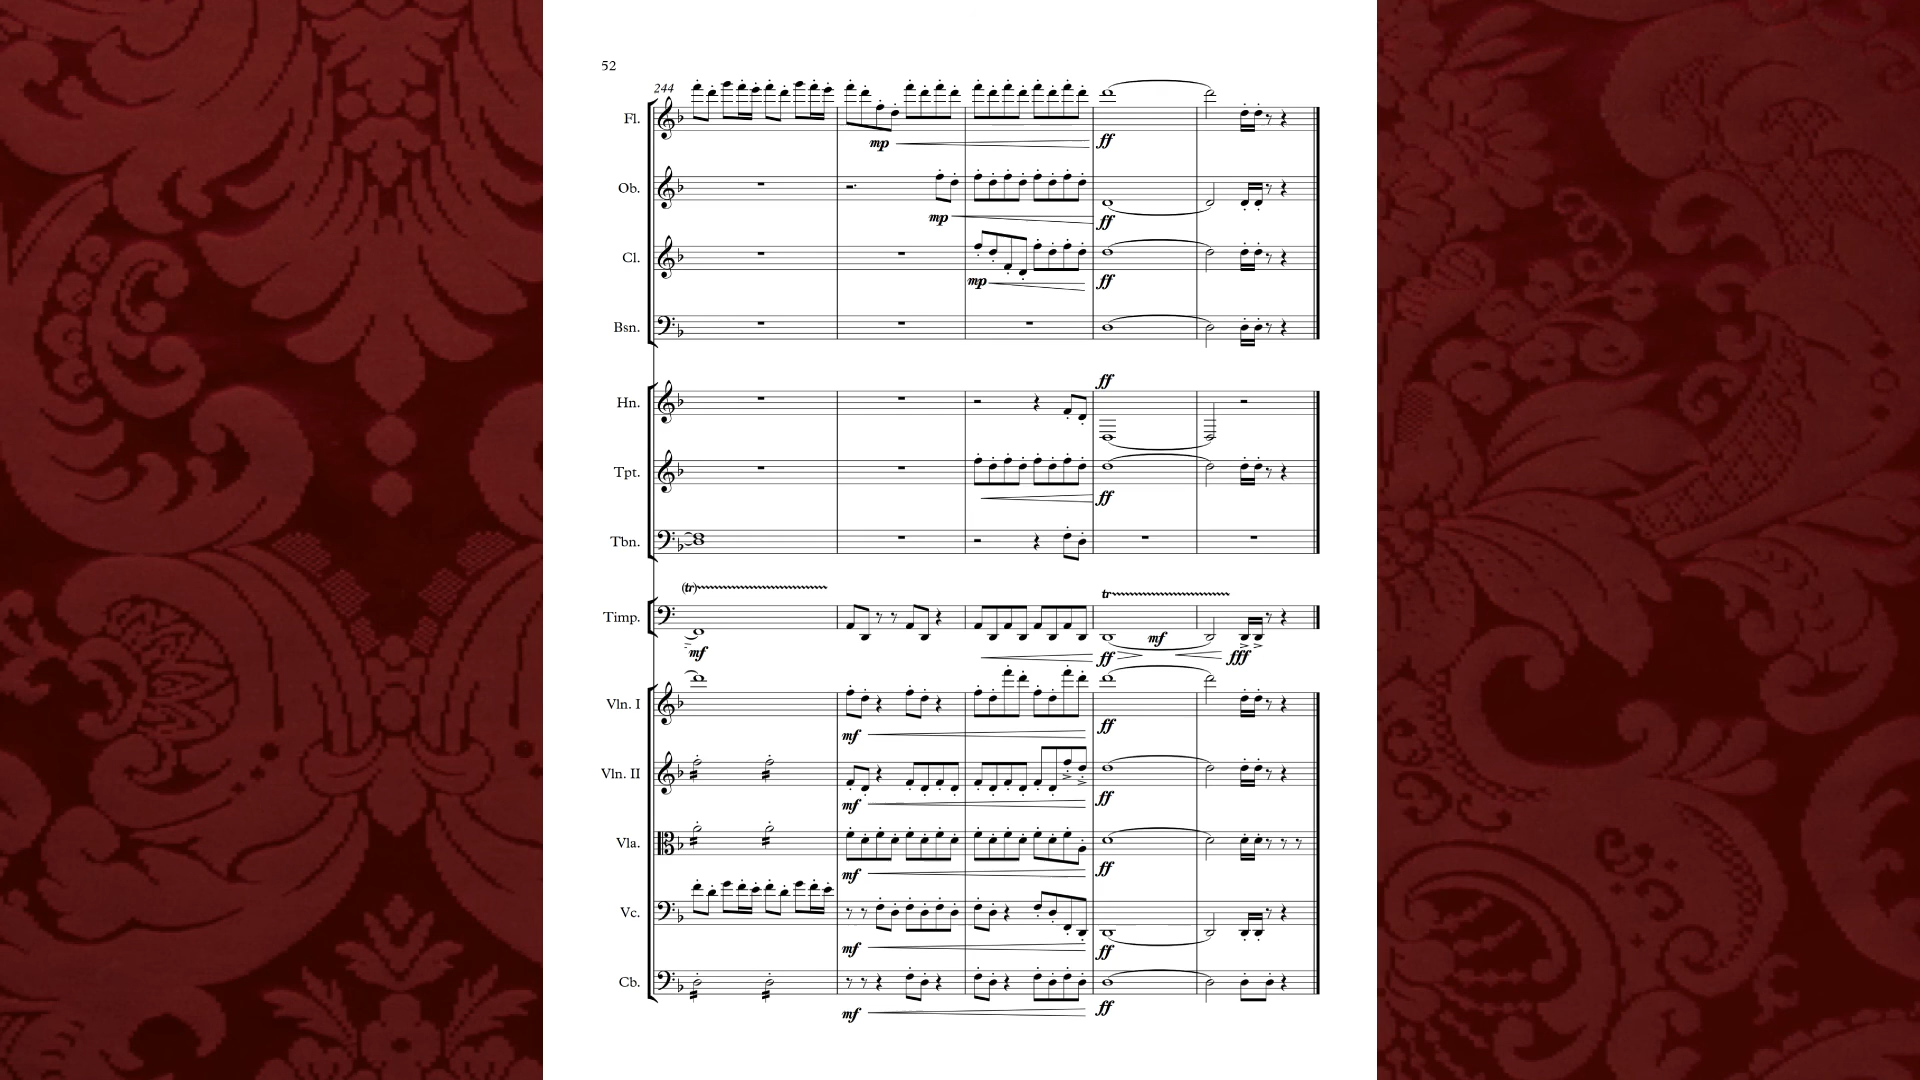 52
244
Fl.
mp
ff
Ob.
mp
ff
Cl.
mp
ff
Bsn.
ff
Hn.
Tpt.
ff
Tbn.
(tr)
tr
Timp.
mf
mf
ff
fff
Vln. I
mf
ff
Vln. II
mf
ff
Vla.
mf
ff
Vc.
mf
ff
Cb.
mf
ff